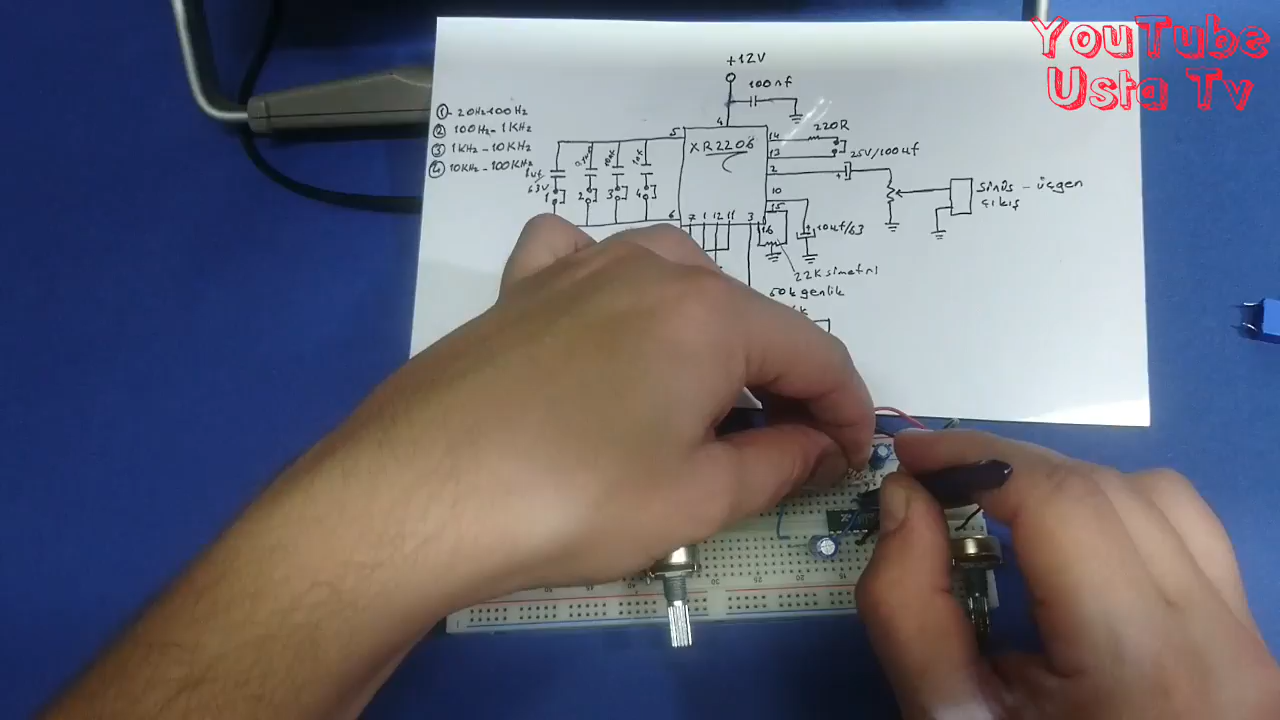 YouTube
Usta Tv
+12V
100nf
①- 20Hz-100Hz
② 100Hz-1KHz
③ 1KHz-10KHz
④ 10KHz-100KHz
4
5
XR2206
14
220R
13
25V/100uf
2
+
1uf
63V
1
2
3
4
10
sinüs-üçgen
çıkış
15
6
7 1 12 11
3
16
+
10uf/63
22K simetri
50k genlik